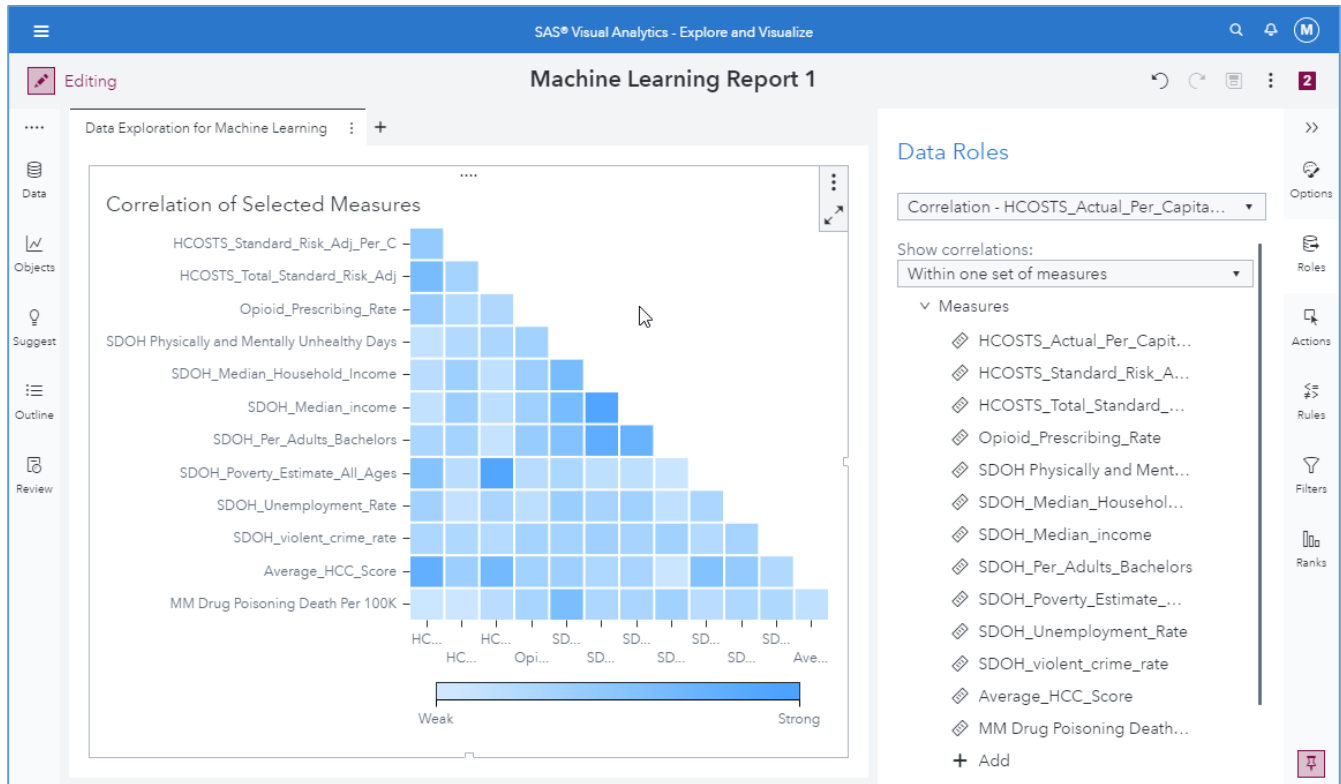 SAS® Visual Analytics - Explore and Visualize
M
Editing
Machine Learning Report 1
2
Data
Objects
Suggest
Outline
Review
Data Exploration for Machine Learning
Correlation of Selected Measures
HCOSTS_Standard_Risk_Adj_Per_C
HCOSTS_Total_Standard_Risk_Adj
Opioid_Prescribing_Rate
SDOH Physically and Mentally Unhealthy Days
SDOH_Median_Household_Income
SDOH_Median_income
SDOH_Per_Adults_Bachelors
SDOH_Poverty_Estimate_All_Ages
SDOH_Unemployment_Rate
SDOH_violent_crime_rate
Average_HCC_Score
MM Drug Poisoning Death Per 100K
HC... HC... SD... SD... SD... SD...
HC... Opi... SD... SD... SD... Ave...
Weak Strong
Data Roles
Correlation - HCOSTS_Actual_Per_Capita...
Show correlations:
Within one set of measures
Measures
HCOSTS_Actual_Per_Capit...
HCOSTS_Standard_Risk_A...
HCOSTS_Total_Standard_...
Opioid_Prescribing_Rate
SDOH Physically and Ment...
SDOH_Median_Househol...
SDOH_Median_income
SDOH_Per_Adults_Bachelors
SDOH_Poverty_Estimate_...
SDOH_Unemployment_Rate
SDOH_violent_crime_rate
Average_HCC_Score
MM Drug Poisoning Death...
+ Add
Options
Roles
Actions
Rules
Filters
Ranks